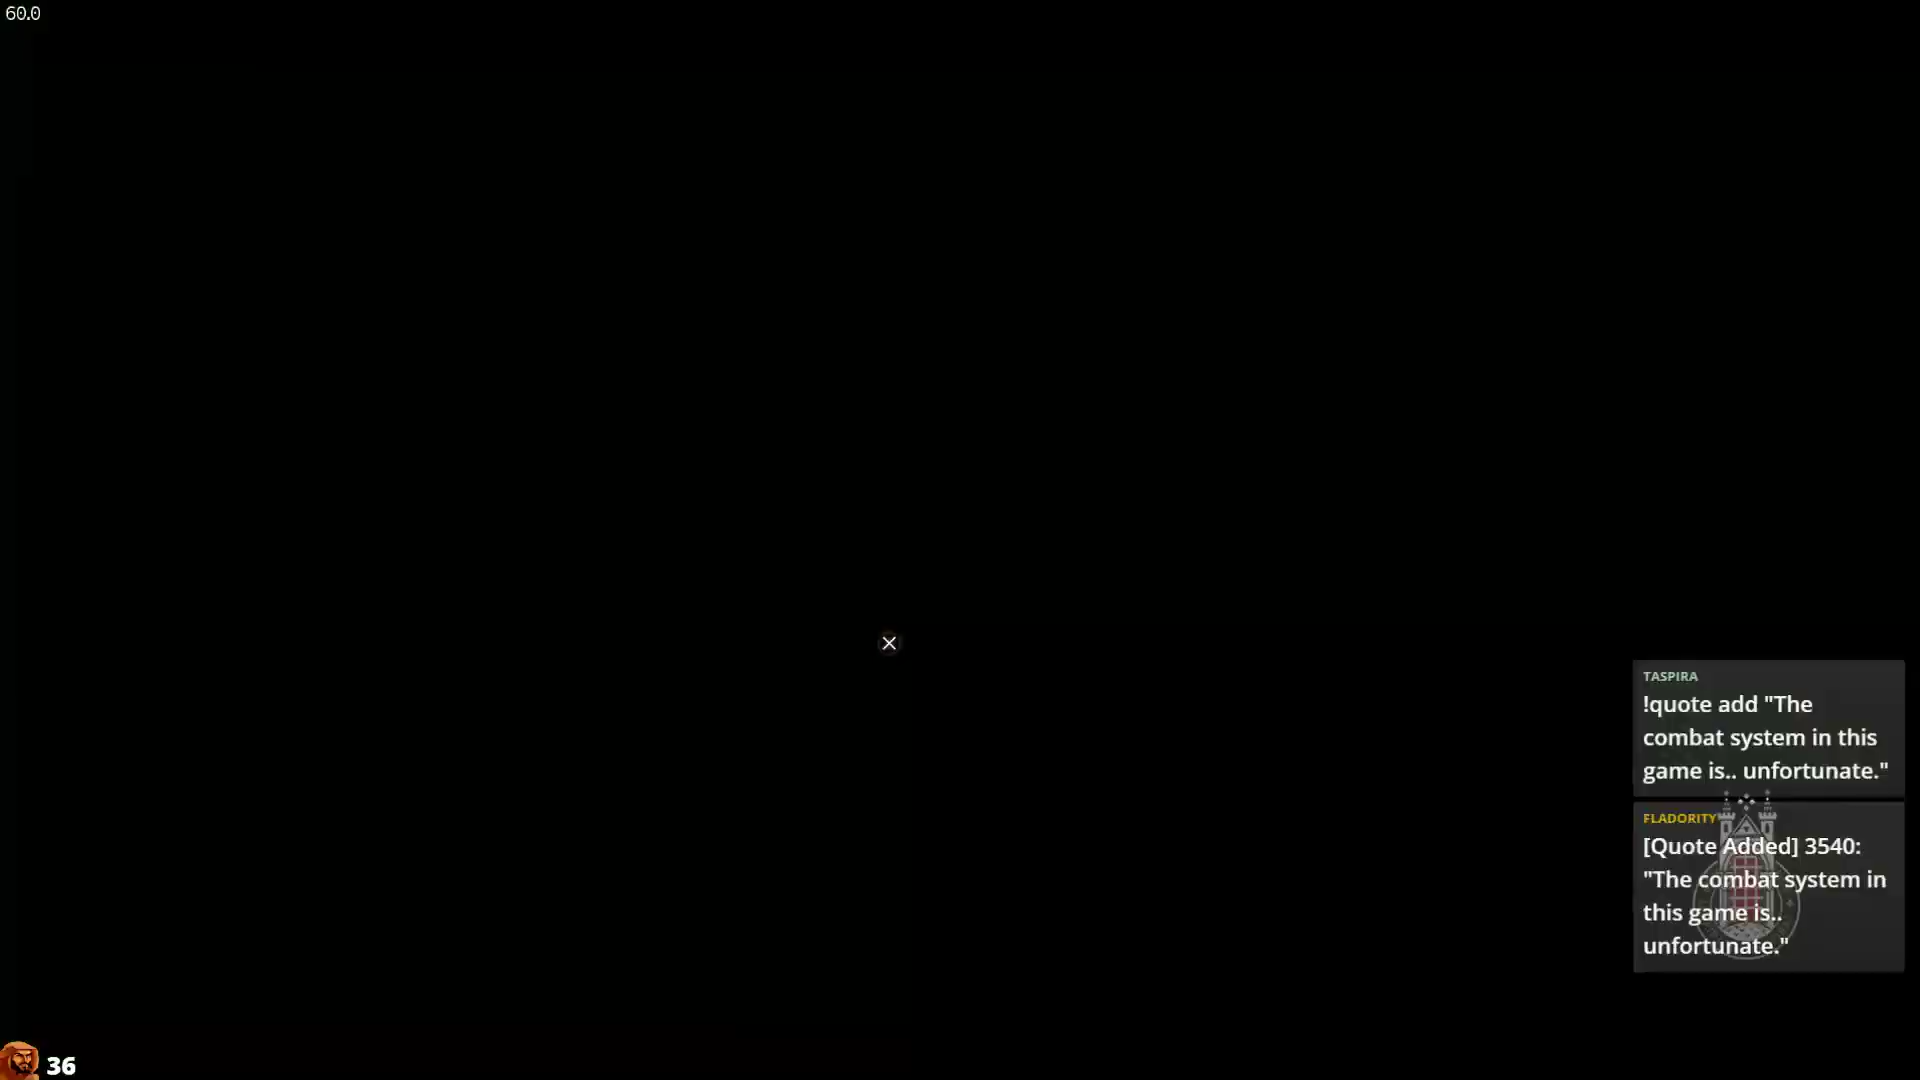 60.0
TASPIRA
!quote add "The
combat system in this
game is.. unfortunate."
FLADORITY
[Quote Added] 3540:
"The combat system in
this game is..
unfortunate."
36